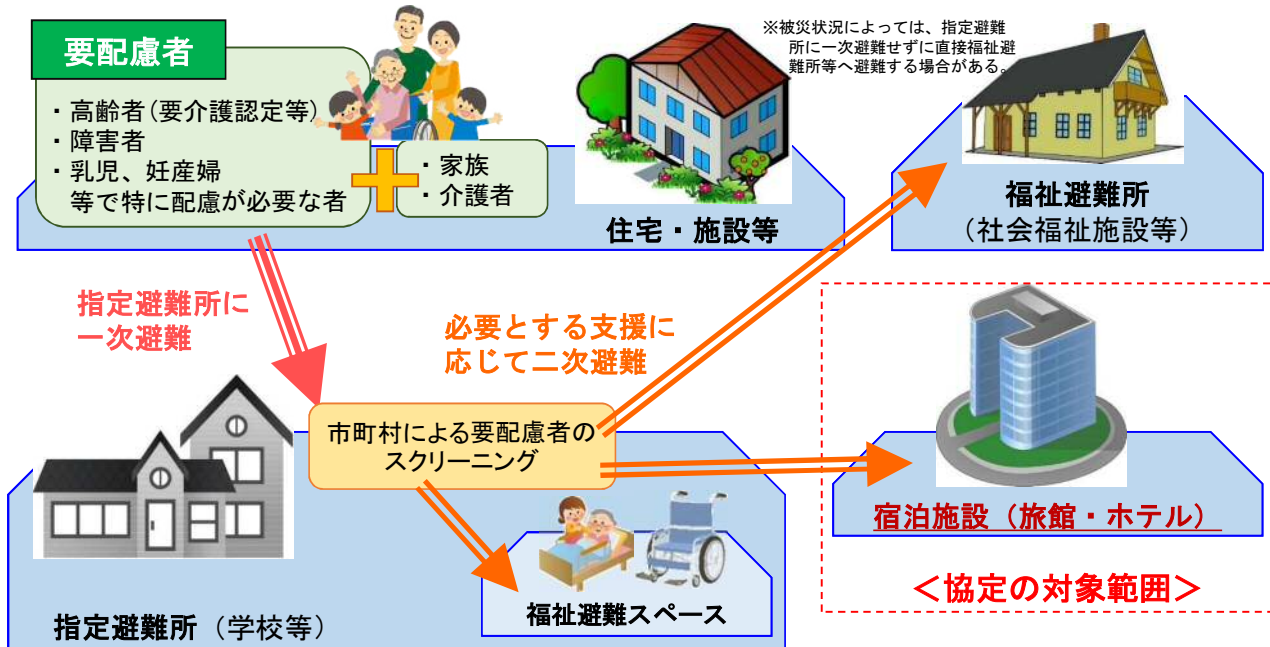 要配慮者
・高齢者(要介護認定等)
・障害者
・乳児、妊産婦
等で特に配慮が必要な者
・家族
・介護者
住宅・施設等
※被災状況によっては、指定避難
所に一次避難せずに直接福祉避
難所等へ避難する場合がある。
福祉避難所
(社会福祉施設等)
指定避難所に
一次避難
必要とする支援に
応じて二次避難
市町村による要配慮者の
スクリーニング
宿泊施設(旅館・ホテル)
<協定の対象範囲>
福祉避難スペース
指定避難所(学校等)